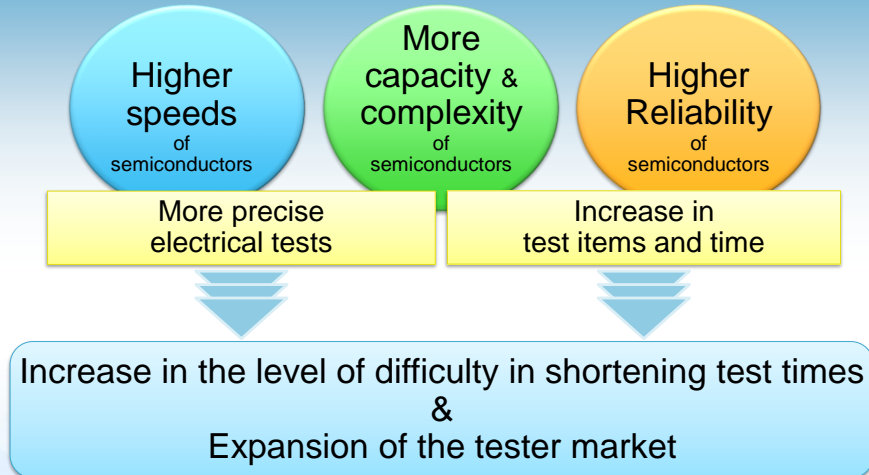 Higher
speeds
of
semiconductors
More
capacity &
complexity
of
semiconductors
Higher
Reliability
of
semiconductors
More precise
electrical tests
Increase in
test items and time
Increase in the level of difficulty in shortening test times
&
Expansion of the tester market